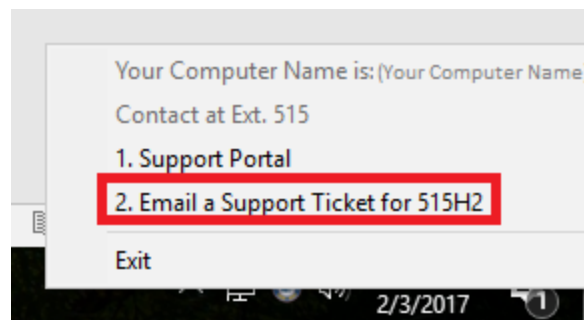 Your Computer Name is: (Your Computer Name
Contact at Ext. 515
1. Support Portal
2. Email a Support Ticket for 515H2
Exit
2/3/2017
1